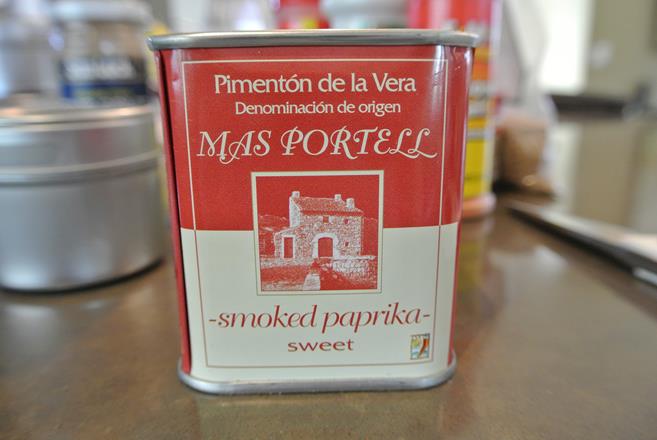 Pimentón de la Vera
Denominación de origen
MAS PORTELL
-smoked paprika-
sweet